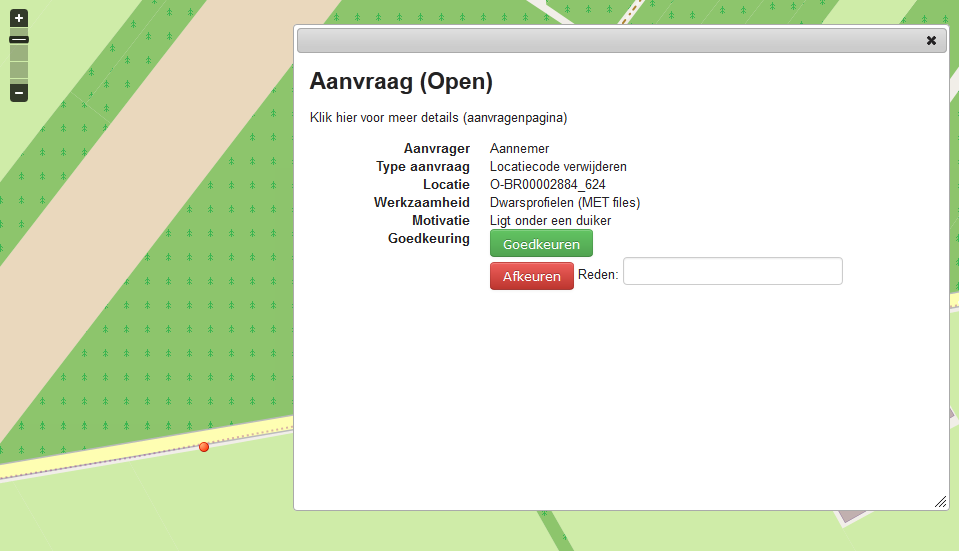 +
✖
Aanvraag (Open)
Klik hier voor meer details (aanvragenpagina)
Aanvrager Aannemer
Type aanvraag Locatiecode verwijderen
Locatie O-BR00002884_624
Werkzaamheid Dwarsprofielen (MET files)
Motivatie Ligt onder een duiker
Goedkeuring Goedkeuren
Afkeuren Reden:
−